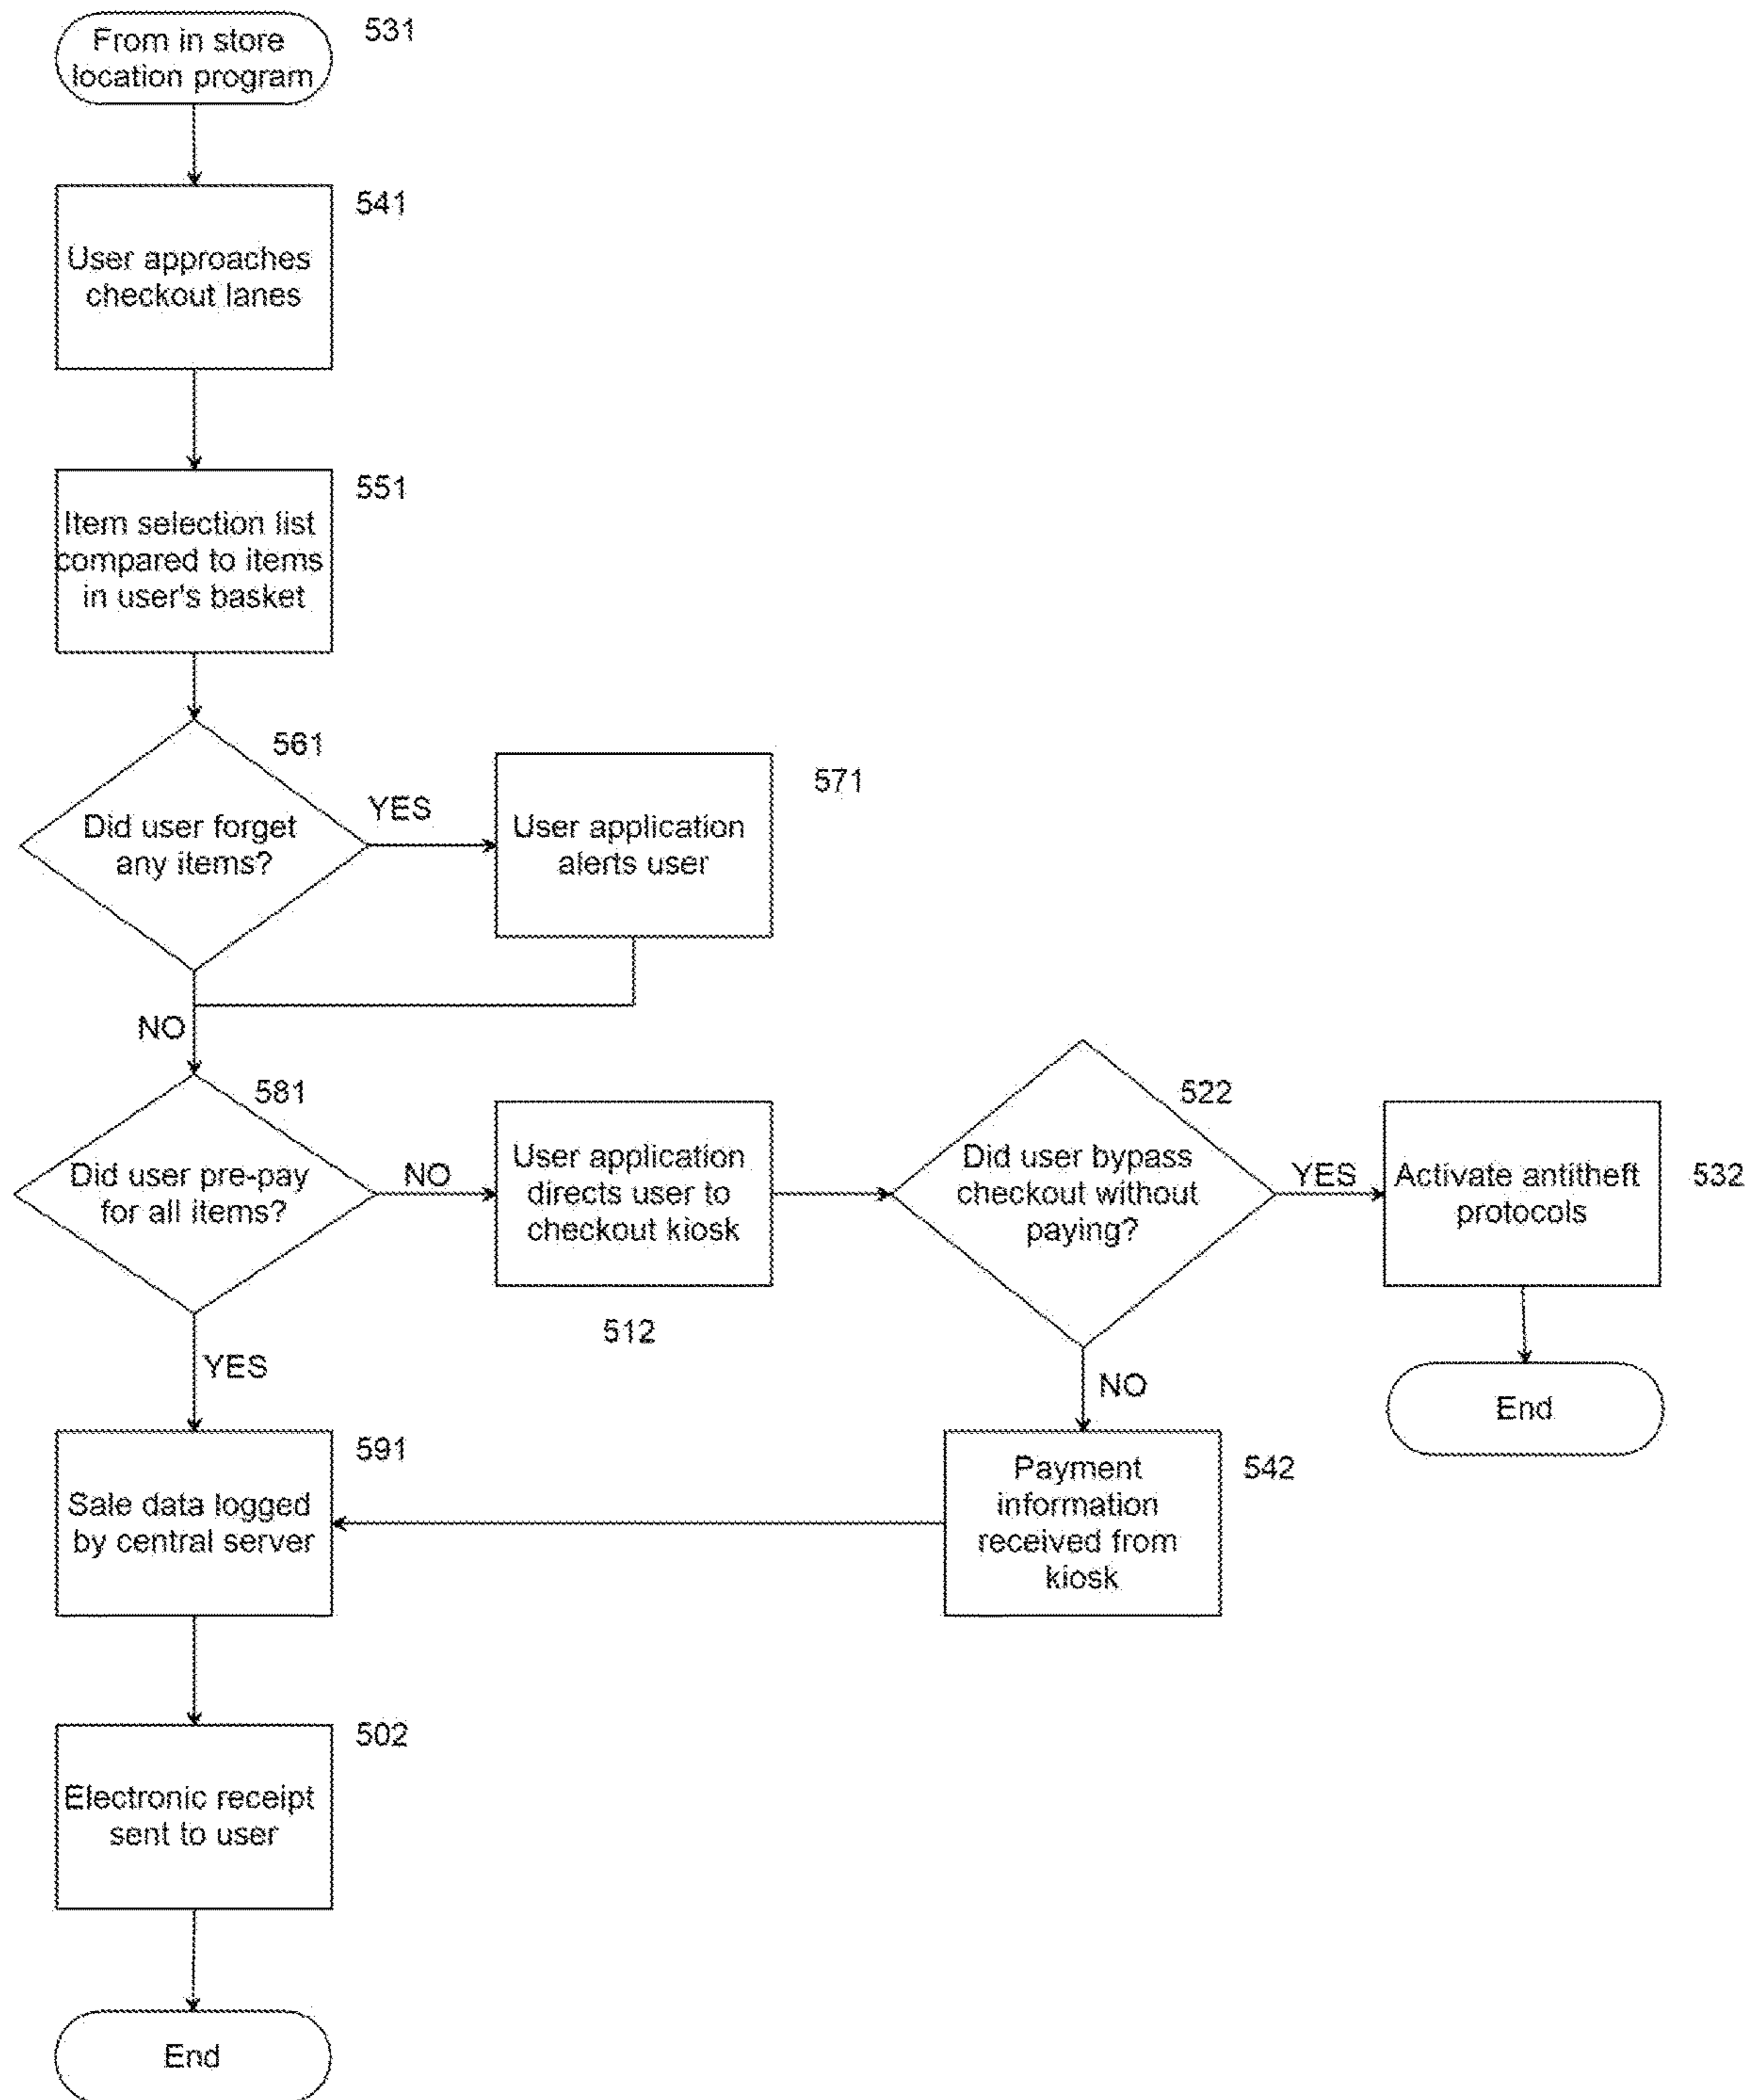 From in store
location program
531
User approaches
checkout lanes
541
Item selection list
compared to items
in user's basket
551
Did user forget
any items?
561
YES
User application
alerts user
571
NO
Did user pre-pay
for all items?
581
NO
User application
directs user to
checkout kiosk
512
Did user bypass
checkout without
paying?
522
YES
Activate antitheft
protocols
532
End
NO
Payment
information
received from
kiosk
542
YES
Sale data logged
by central server
591
Electronic receipt
sent to user
502
End